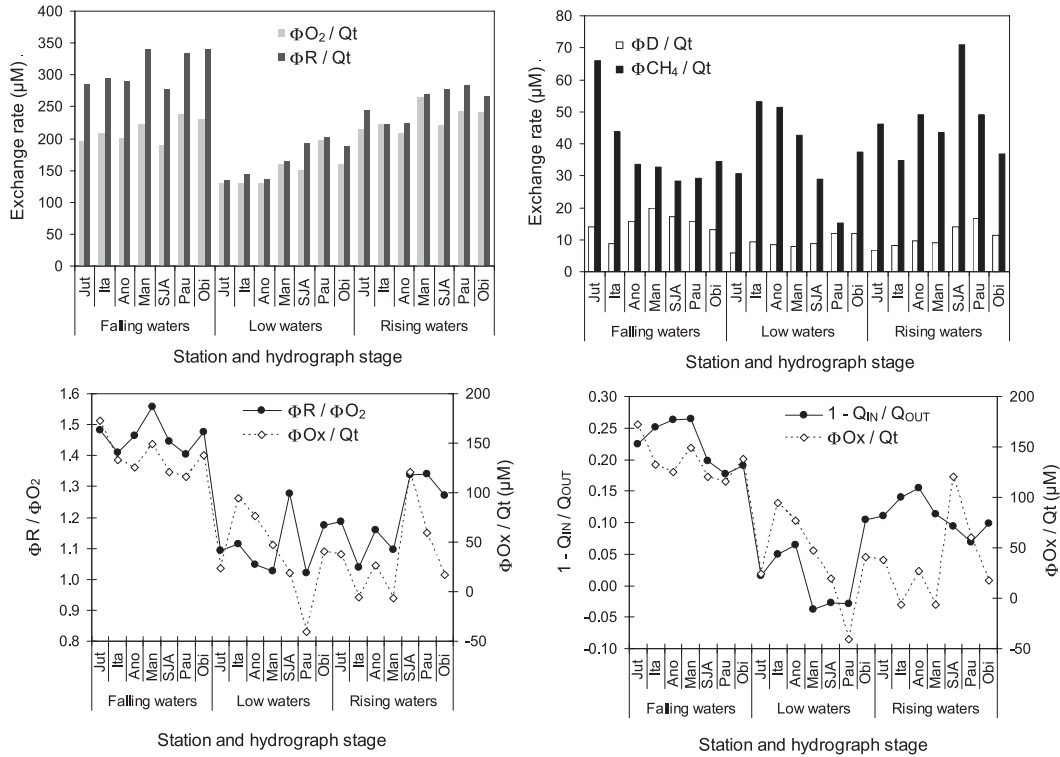 400
350
300
250
200
150
100
50
0
Exchange rate (µM) .
ΦO₂ / Qt
ΦR / Qt
Jut Ita Ano Man SJA Pau Obi Jut Ita Ano Man SJA Pau Obi Jut Ita Ano Man SJA Pau Obi
Falling waters Low waters Rising waters
Station and hydrograph stage
80
70
60
50
40
30
20
10
0
Exchange rate (µM) .
ΦD / Qt
ΦCH₄ / Qt
Jut Ita Ano Man SJA Pau Obi Jut Ita Ano Man SJA Pau Obi Jut Ita Ano Man SJA Pau Obi
Falling waters Low waters Rising waters
Station and hydrograph stage
1.6
1.5
1.4
1.3
1.2
1.1
1.0
0.9
0.8
ΦR / ΦO₂
ΦR / ΦO₂
ΦOx / Qt
200
150
100
50
0
-50
ΦOx / Qt (µM)
Jut Ita Ano Man SJA Pau Obi Jut Ita Ano Man SJA Pau Obi Jut Ita Ano Man SJA Pau Obi
Falling waters Low waters Rising waters
Station and hydrograph stage
0.30
0.25
0.20
0.15
0.10
0.05
0.00
-0.05
-0.10
1 - QIN / QOUT
1 - QIN / QOUT
ΦOx / Qt
200
150
100
50
0
-50
ΦOx / Qt (µM)
Jut Ita Ano Man SJA Pau Obi Jut Ita Ano Man SJA Pau Obi Jut Ita Ano Man SJA Pau Obi
Falling waters Low waters Rising waters
Station and hydrograph stage